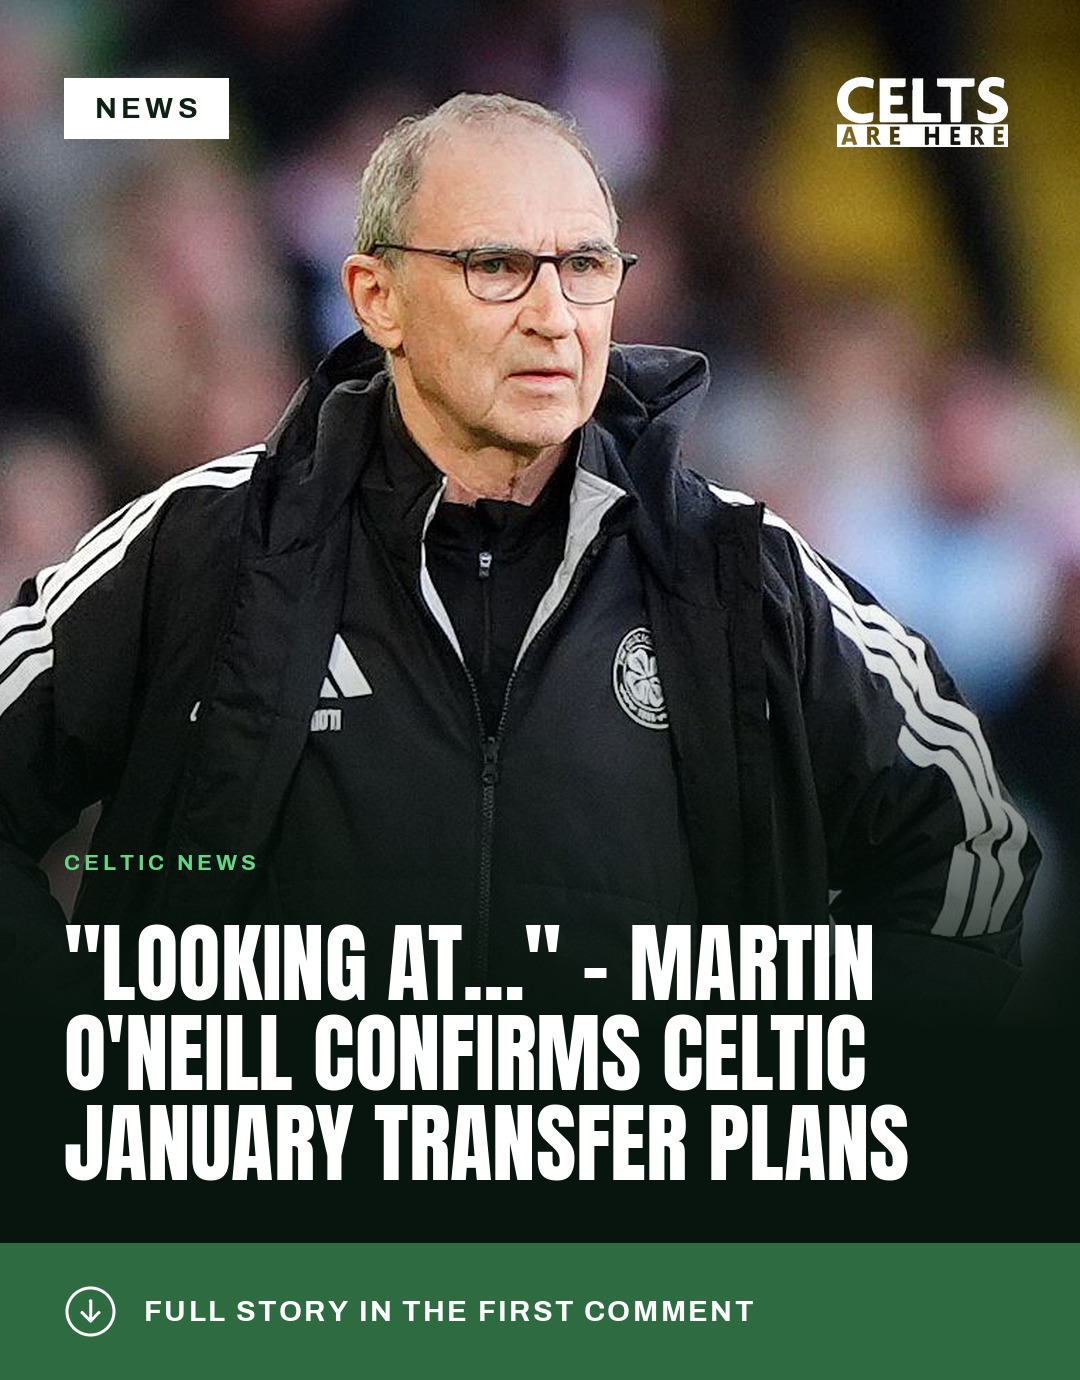 NEWS
CELTS
ARE HERE
CELTIC NEWS
"LOOKING AT..." - MARTIN
O'NEILL CONFIRMS CELTIC
JANUARY TRANSFER PLANS
FULL STORY IN THE FIRST COMMENT